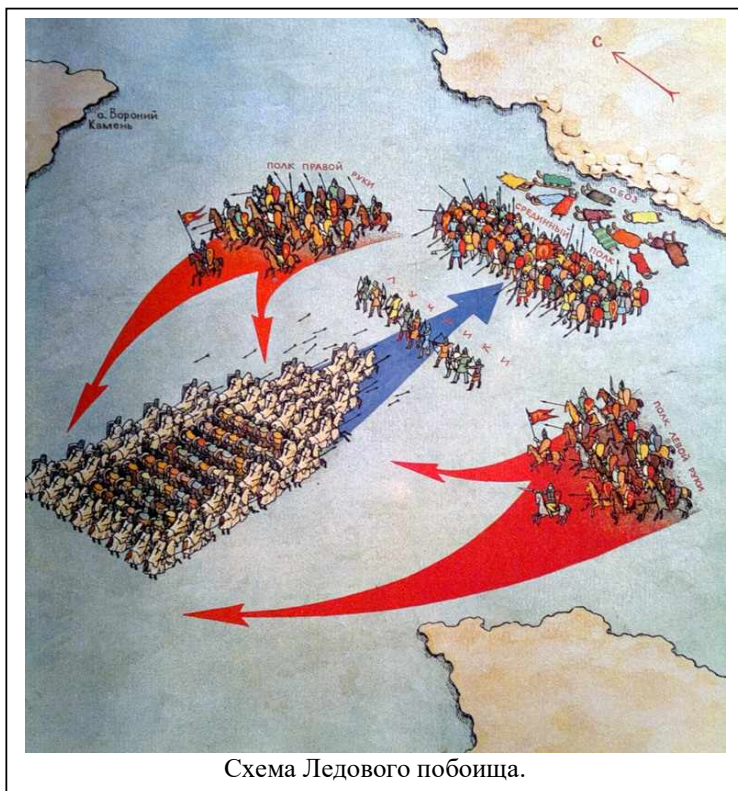 С
о. Вороний
Камень
ПОЛК ПРАВОЙ РУКИ
ОБОЗ
СРЕДИННЫЙ ПОЛК
ЛУЧНИКИ
ПОЛК ЛЕВОЙ РУКИ
Схема Ледового побоища.